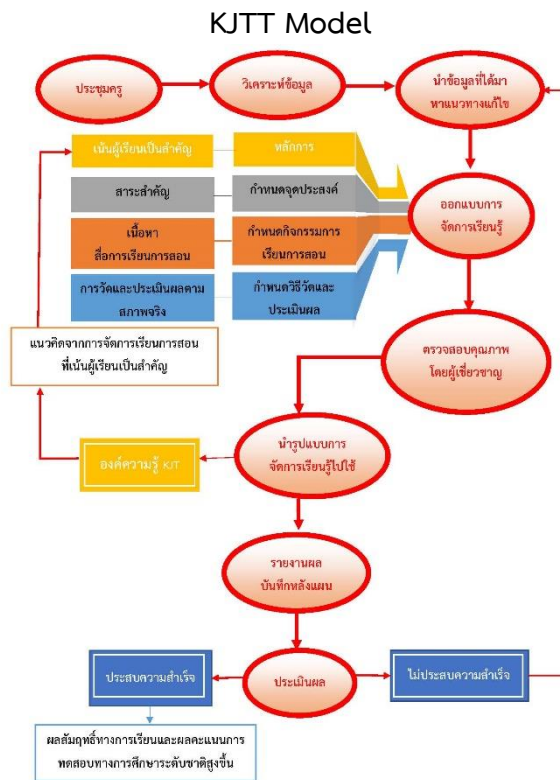 KJTT Model
ประชุมครู
วิเคราะห์ข้อมูล
นำข้อมูลที่ได้มา
หาแนวทางแก้ไข
เน้นผู้เรียนเป็นสำคัญ
หลักการ
สาระสำคัญ
กำหนดจุดประสงค์
เนื้อหา
สื่อการเรียนการสอน
กำหนดกิจกรรมการ
เรียนการสอน
การวัดและประเมินผลตาม
สภาพจริง
กำหนดวิธีวัดและ
ประเมินผล
ออกแบบการ
จัดการเรียนรู้
แนวคิดจากการจัดการเรียนการสอน
ที่เน้นผู้เรียนเป็นสำคัญ
ตรวจสอบคุณภาพ
โดยผู้เชี่ยวชาญ
นำรูปแบบการ
จัดการเรียนรู้ไปใช้
องค์ความรู้ KJT
รายงานผล
บันทึกหลังแผน
ประสบความสำเร็จ
ประเมินผล
ไม่ประสบความสำเร็จ
ผลสัมฤทธิ์ทางการเรียนและผลคะแนนการ
ทดสอบทางการศึกษาระดับชาติสูงขึ้น